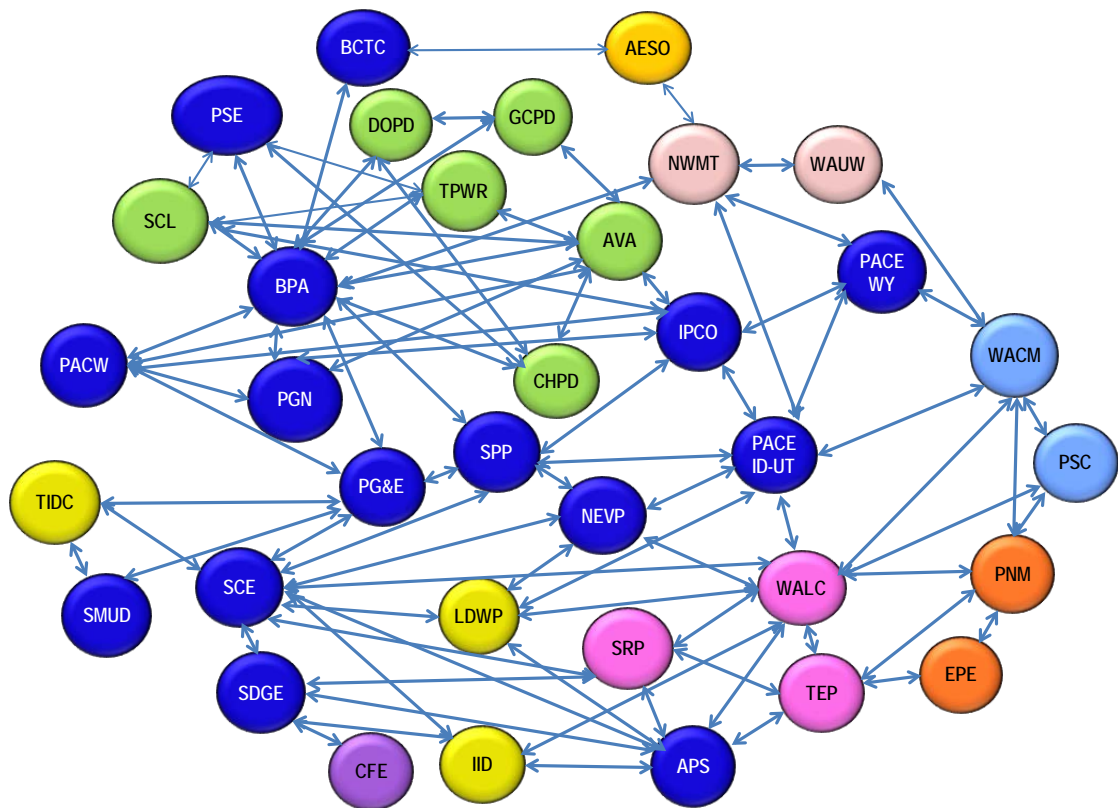 BCTC
AESO
PSE
DOPD
GCPD
NWMT
WAUW
TPWR
SCL
AVA
BPA
PACE
WY
IPCO
WACM
PACW
PGN
CHPD
SPP
PACE
ID-UT
PSC
PG&E
TIDC
NEVP
SCE
WALC
PNM
SMUD
LDWP
SRP
SDGE
TEP
EPE
CFE
IID
APS